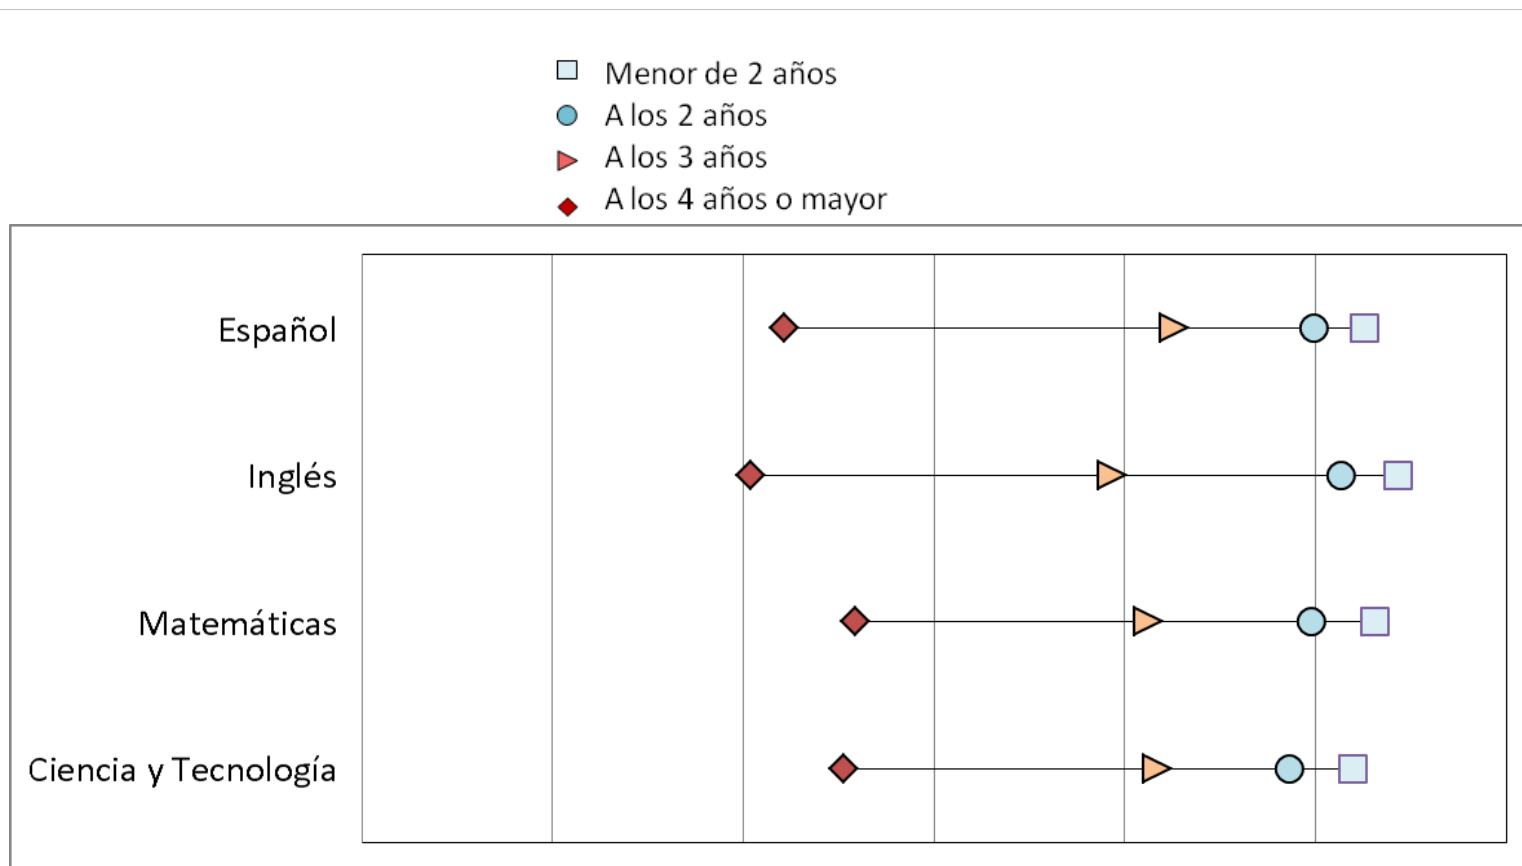 Menor de 2 años
A los 2 años
A los 3 años
A los 4 años o mayor
Español
Inglés
Matemáticas
Ciencia y Tecnología